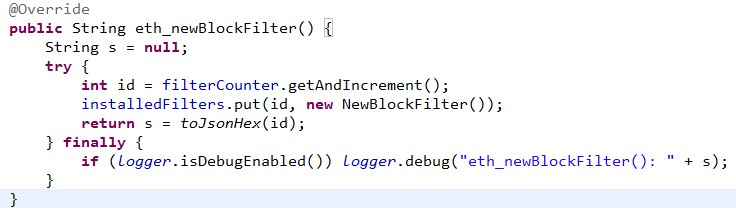 @Override
public String eth_newBlockFilter() {
    String s = null;
    try {
        int id = filterCounter.getAndIncrement();
        installedFilters.put(id, new NewBlockFilter());
        return s = toJsonHex(id);
    } finally {
        if (logger.isDebugEnabled()) logger.debug("eth_newBlockFilter(): " + s);
    }
}